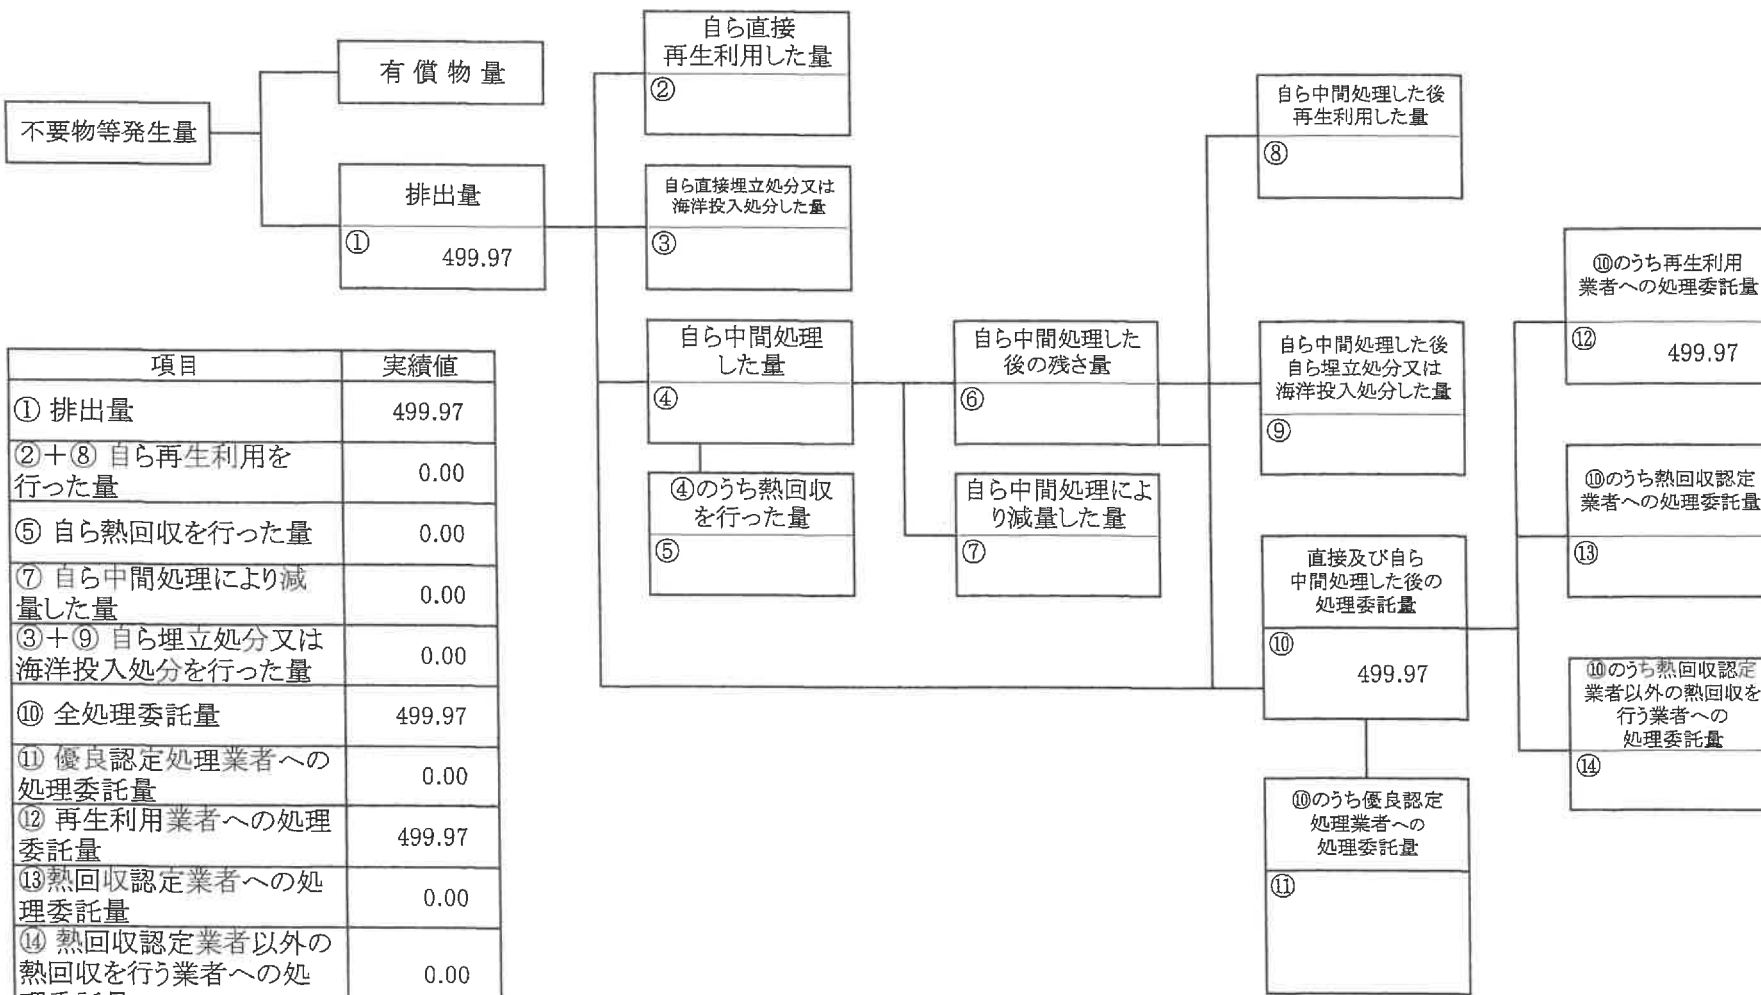 不要物等発生量
有償物量
排出量
①
499.97
自ら直接
再生利用した量
②
自ら直接埋立処分又は
海洋投入処分した量
③
自ら中間処理
した量
④
④のうち熱回収
を行った量
⑤
自ら中間処理した
後の残さ量
⑥
自ら中間処理によ
り減量した量
⑦
自ら中間処理した後
再生利用した量
⑧
自ら中間処理した後
自ら埋立処分又は
海洋投入処分した量
⑨
直接及び自ら
中間処理した後の
処理委託量
⑩
499.97
⑩のうち優良認定
処理業者への
処理委託量
⑪
⑩のうち再生利用
業者への処理委託量
⑫
499.97
⑩のうち熱回収認定
業者への処理委託量
⑬
⑩のうち熱回収認定
業者以外の熱回収を
行う業者への
処理委託量
⑭
項目 実績値
① 排出量 499.97
②+⑧ 自ら再生利用を
行った量 0.00
⑤ 自ら熱回収を行った量 0.00
⑦ 自ら中間処理により減
量した量 0.00
③+⑨ 自ら埋立処分又は
海洋投入処分を行った量 0.00
⑩ 全処理委託量 499.97
⑪ 優良認定処理業者への
処理委託量 0.00
⑫ 再生利用業者への処理
委託量 499.97
⑬熱回収認定業者への処
理委託量 0.00
⑭ 熱回収認定業者以外の
熱回収を行う業者への処 0.00